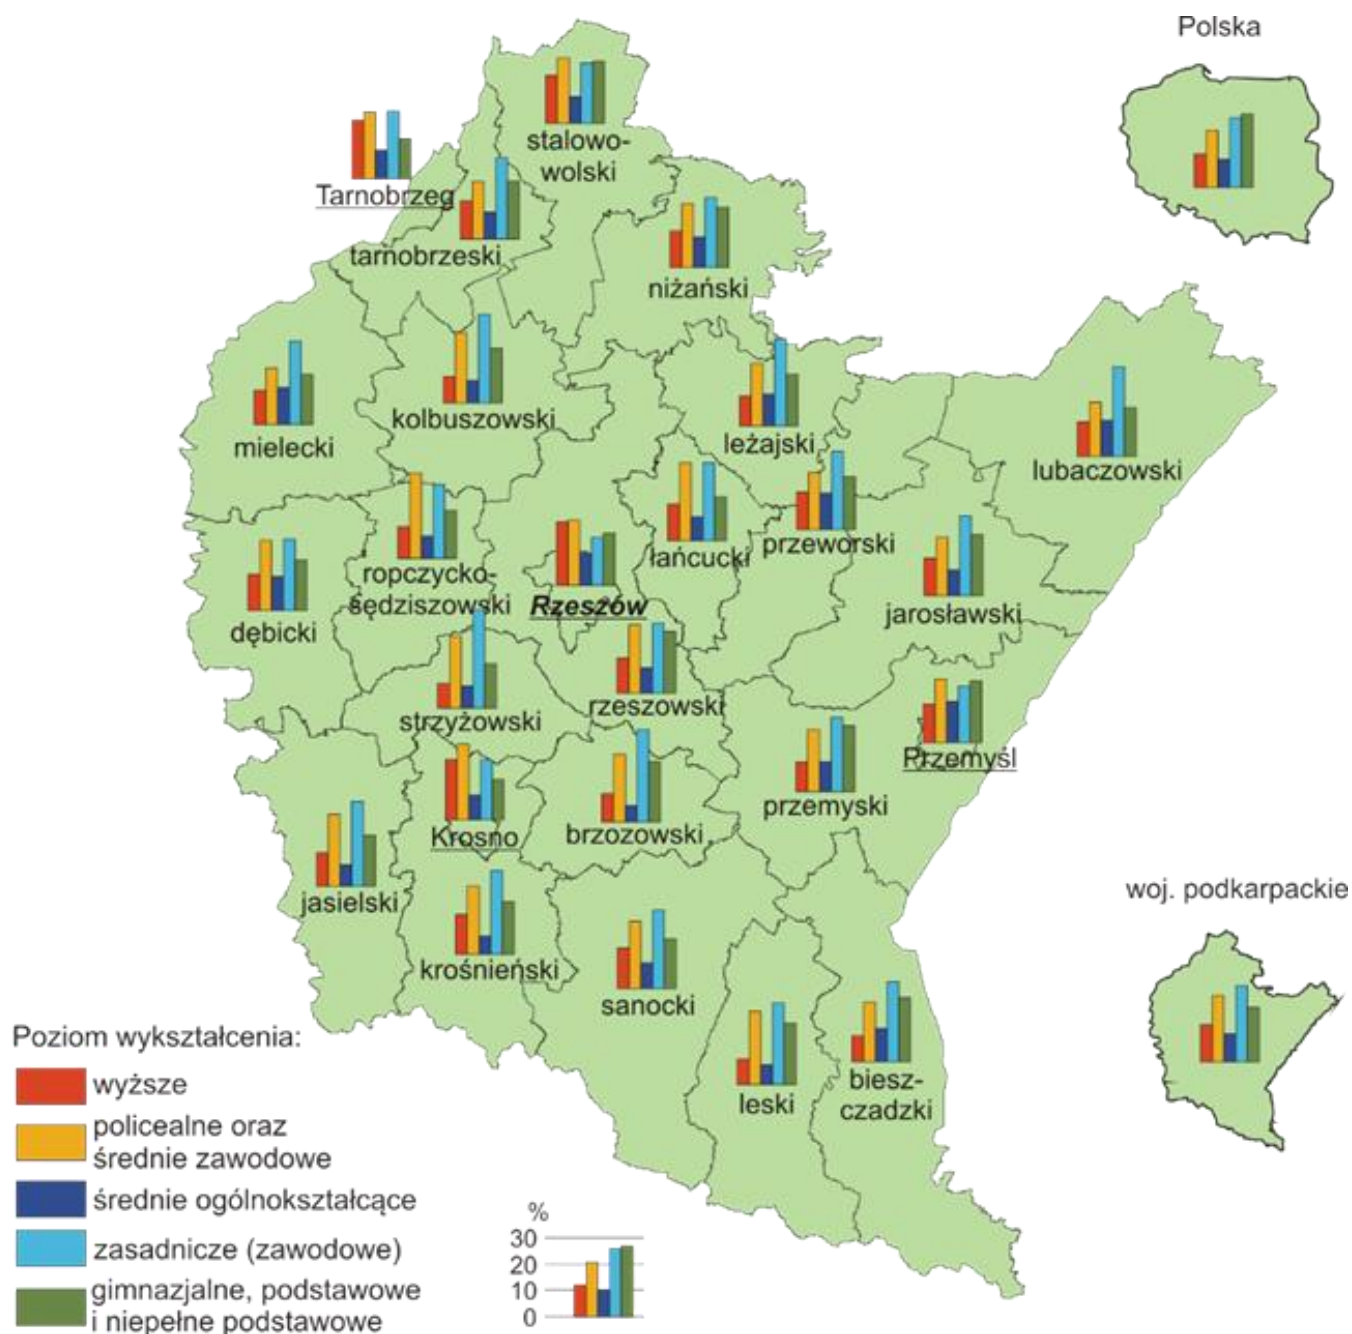 Polska
stalowo-
wolski
Tarnobrzeg
tarnobrzeski
niżański
kolbuszowski
mielecki
leżajski
lubaczowski
przeworski
łańcucki
ropczycko-
sędziszowski
Rzeszów
jarosławski
dębicki
rzeszowski
strzyżowski
Przemyśl
przemyski
Krosno
brzozowski
jasielski
woj. podkarpackie
krośnieński
sanocki
leski
biesz-
czadzki
Poziom wykształcenia:
wyższe
policealne oraz
średnie zawodowe
średnie ogólnokształcące
zasadnicze (zawodowe)
gimnazjalne, podstawowe
i niepełne podstawowe
%
30
20
10
0